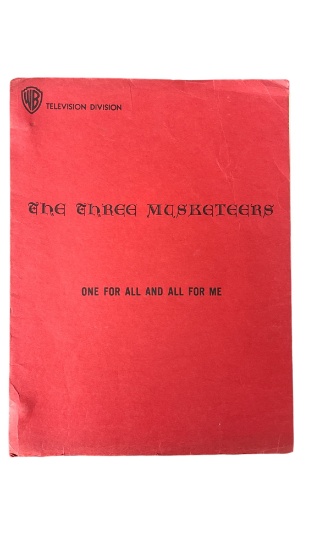 WB TELEVISION DIVISION
THE THREE MUSKETEERS
ONE FOR ALL AND ALL FOR ME